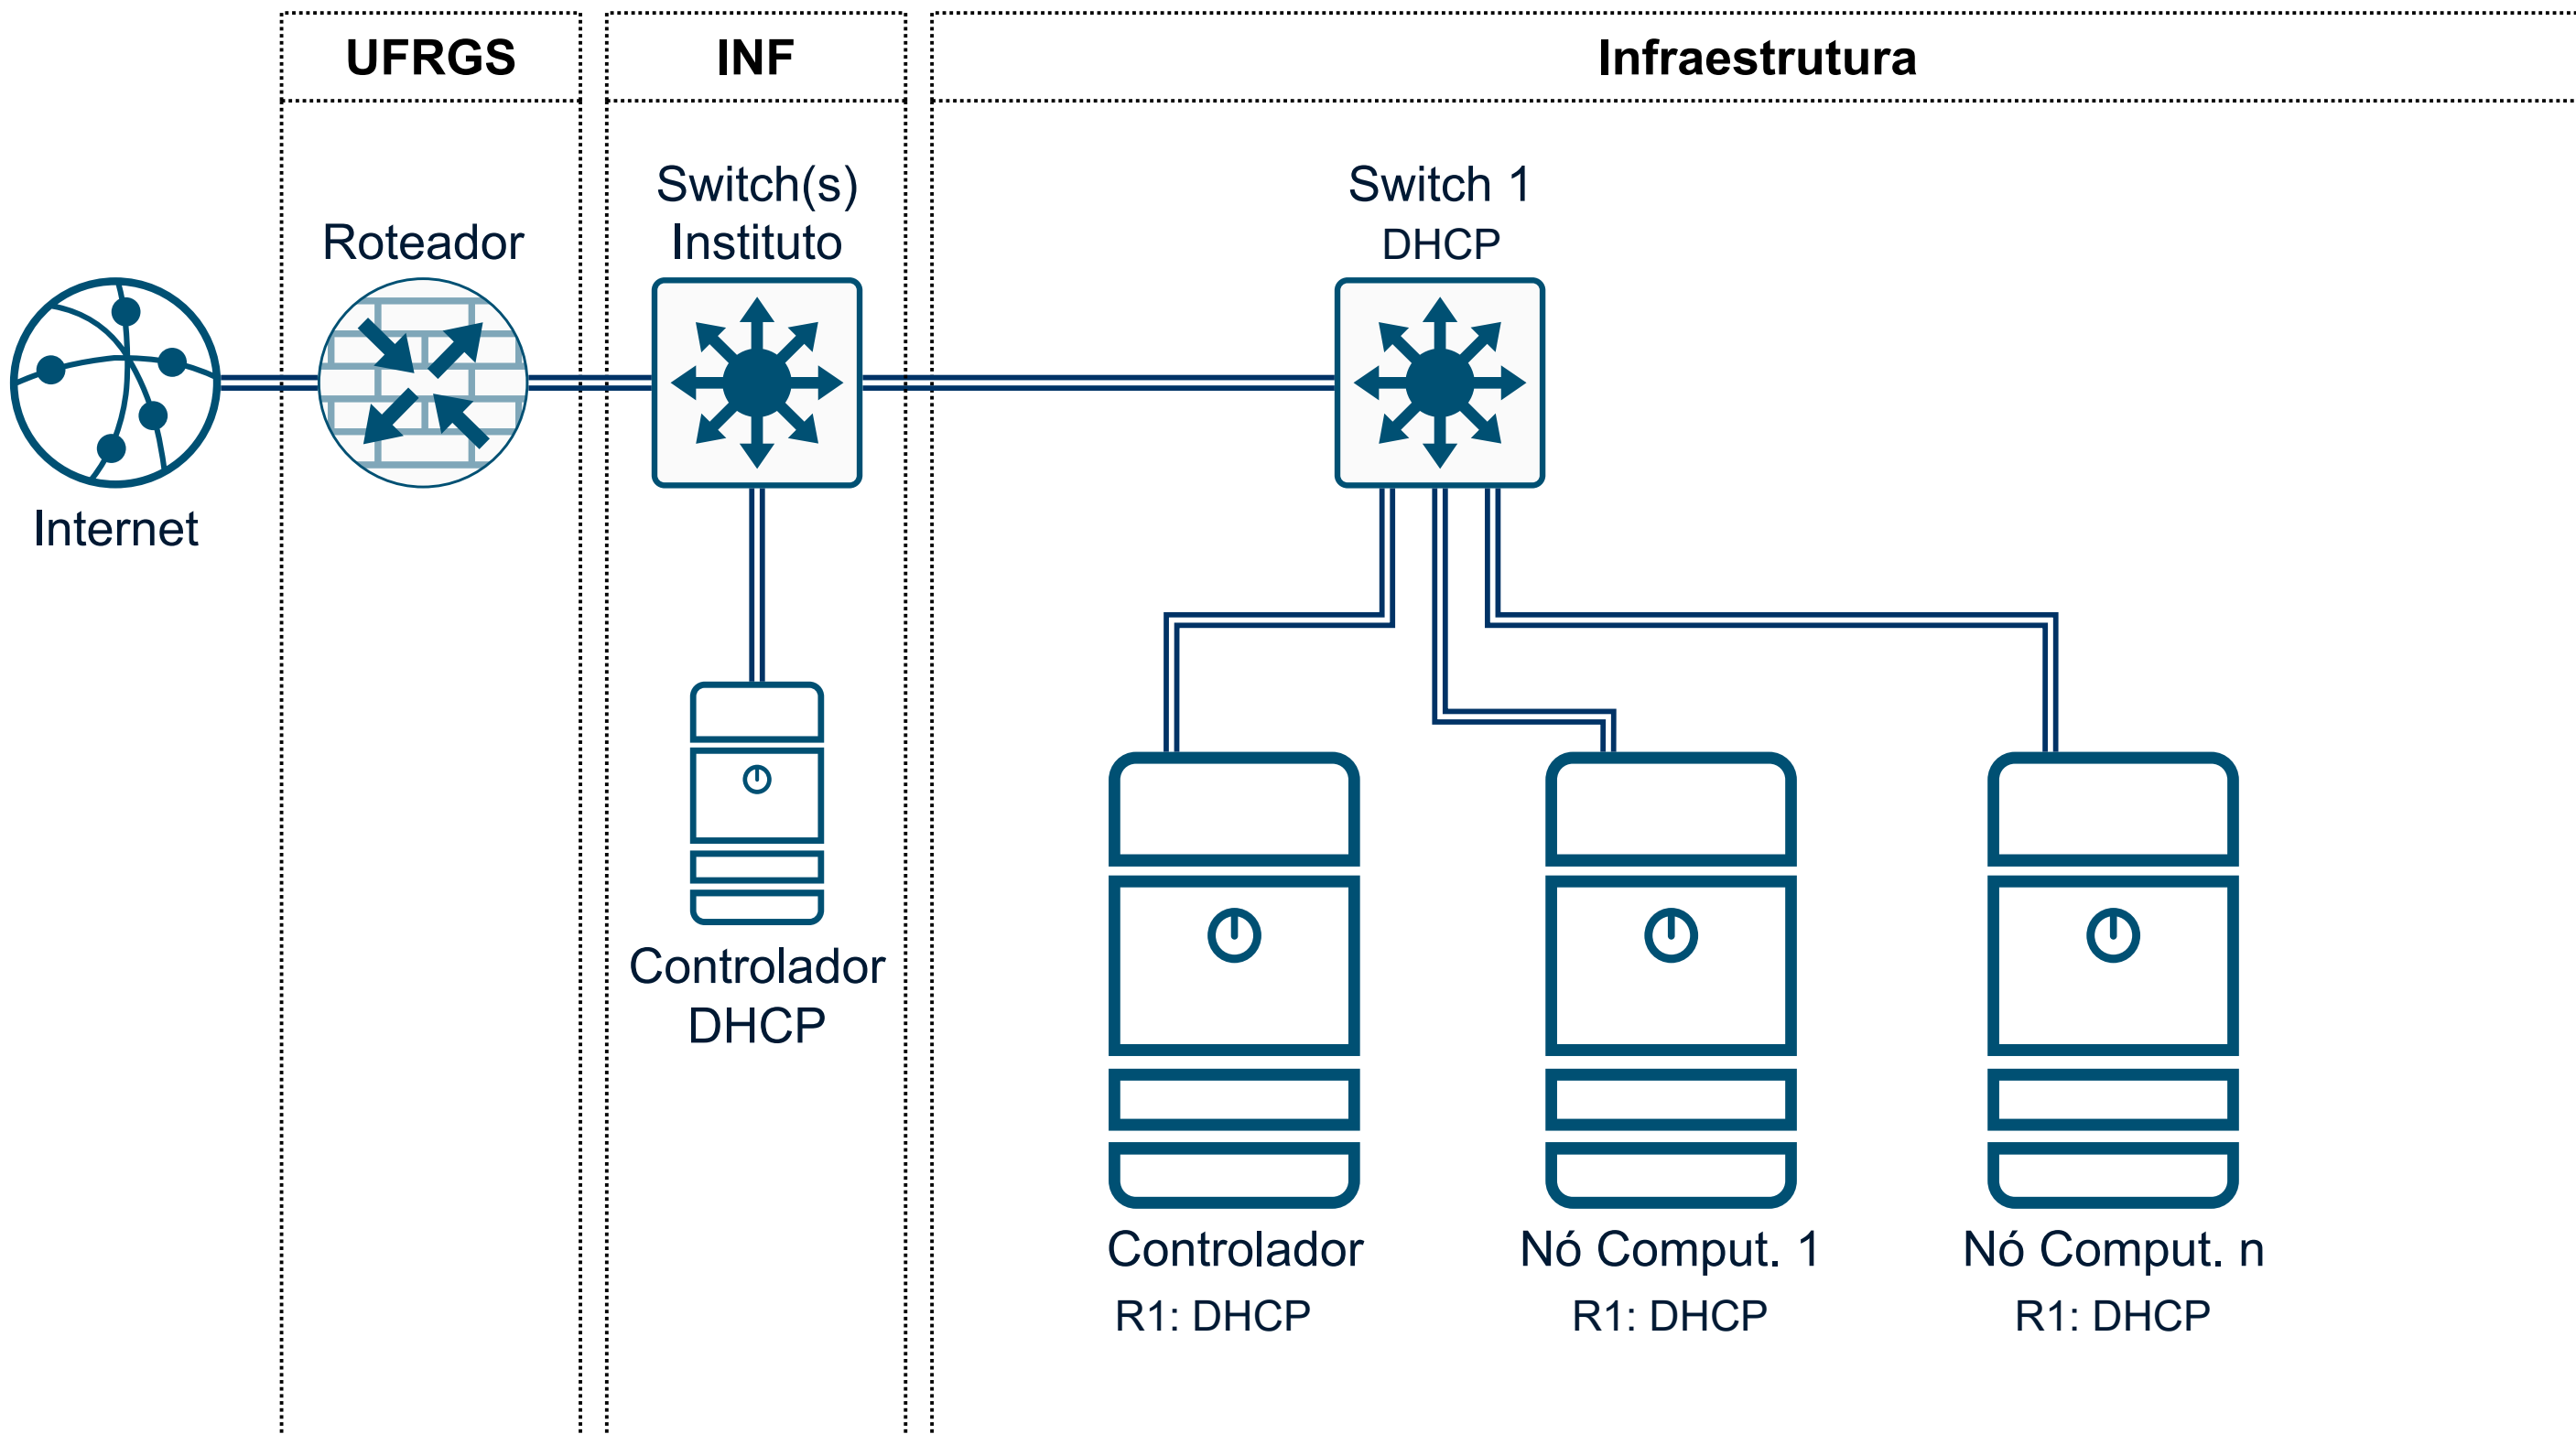 UFRGS
INF
Infraestrutura
Internet
Roteador
Switch(s)
Instituto
Controlador
DHCP
Switch 1
DHCP
Controlador
R1: DHCP
Nó Comput. 1
R1: DHCP
Nó Comput. n
R1: DHCP